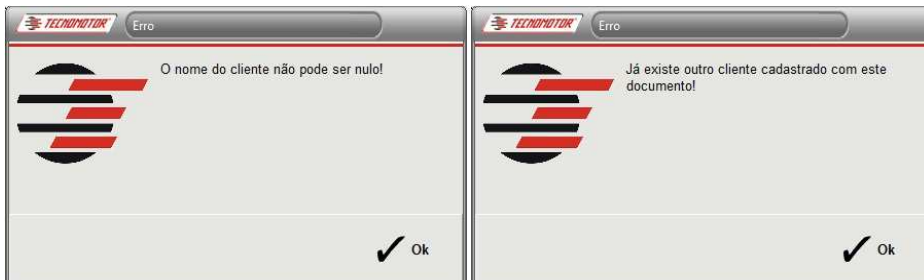 TECNOMOTOR
Erro
O nome do cliente não pode ser nulo!
Ok
TECNOMOTOR
Erro
Já existe outro cliente cadastrado com este
documento!
Ok